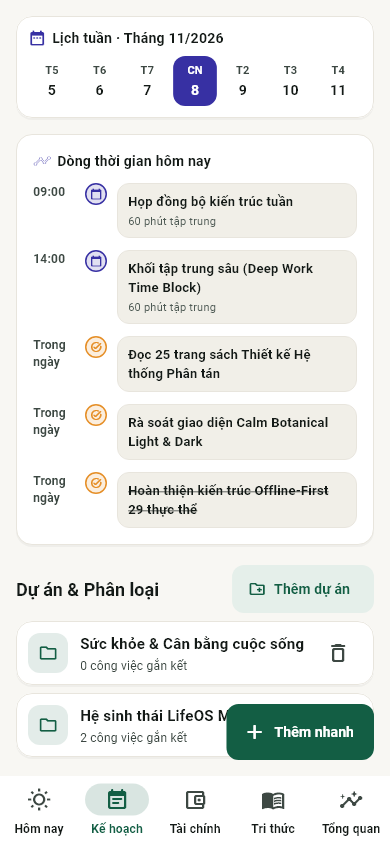 Lịch tuần · Tháng 11/2026
T5 T6 T7 CN T2 T3 T4
5 6 7 8 9 10 11
Dòng thời gian hôm nay
09:00
Họp đồng bộ kiến trúc tuần
60 phút tập trung
14:00
Khối tập trung sâu (Deep Work
Time Block)
60 phút tập trung
Trong
ngày
Đọc 25 trang sách Thiết kế Hệ
thống Phân tán
Trong
ngày
Rà soát giao diện Calm Botanical
Light & Dark
Trong
ngày
Hoàn thiện kiến trúc Offline-First
29 thực thể
Dự án & Phân loại
Thêm dự án
Sức khỏe & Cân bằng cuộc sống
0 công việc gắn kết
Hệ sinh thái LifeOS
2 công việc gắn kết
Thêm nhanh
Hôm nay
Kế hoạch
Tài chính
Tri thức
Tổng quan